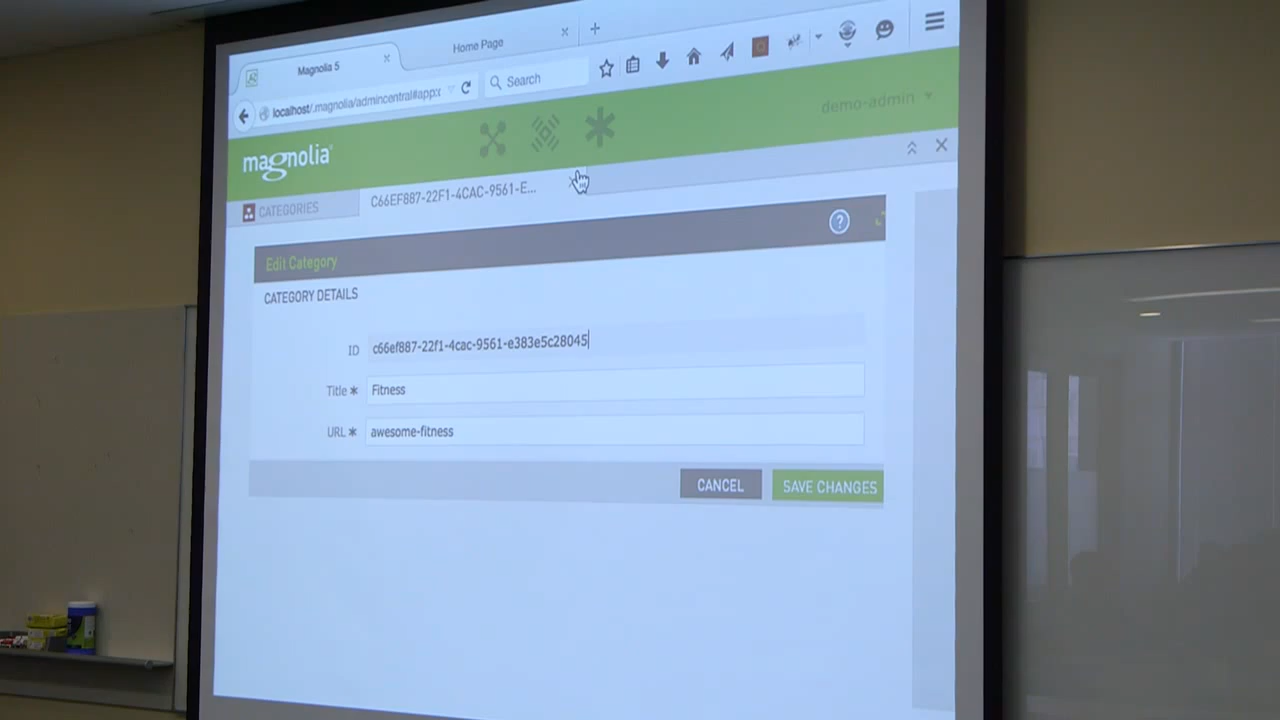 Magnolia 5
Home Page
localhost/.magnolia/admincentral#app:c
Search
magnolia
demo-admin
CATEGORIES
C66EF887-22F1-4CAC-9561-E...
Edit Category
?
CATEGORY DETAILS
ID c66ef887-22f1-4cac-9561-e383e5c28045
Title * Fitness
URL * awesome-fitness
CANCEL SAVE CHANGES